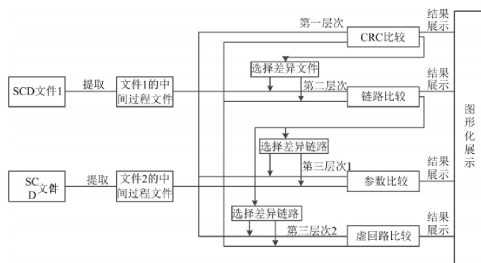 第一层次
CRC比较
结果
展示
选择差异文件
SCD文件1
提取
文件1的中
间过程文件
第二层次
链路比较
结果
展示
图形化展示
选择差异链路
SC
D文件
提取
文件2的中
间过程文件
第三层次1
参数比较
结果
展示
选择差异链路
第三层次2
虚回路比较
结果
展示